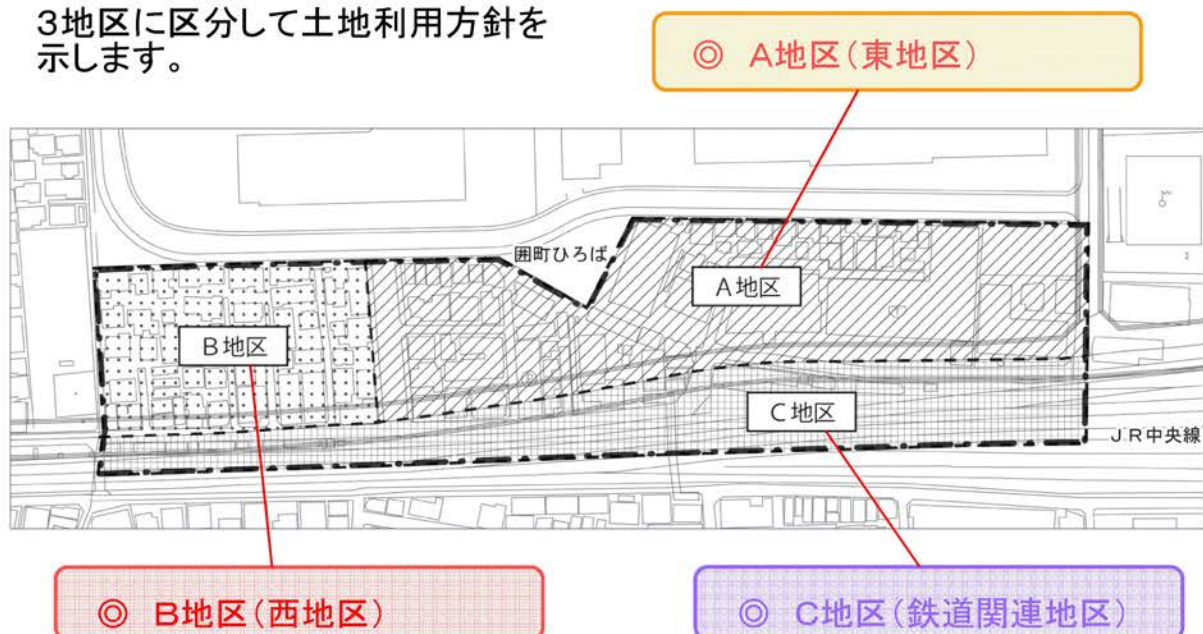 3地区に区分して土地利用方針を
示します。
◎ A地区(東地区)
囲町ひろば
A地区
B地区
C地区
JR中央線
◎ B地区(西地区)
◎ C地区(鉄道関連地区)